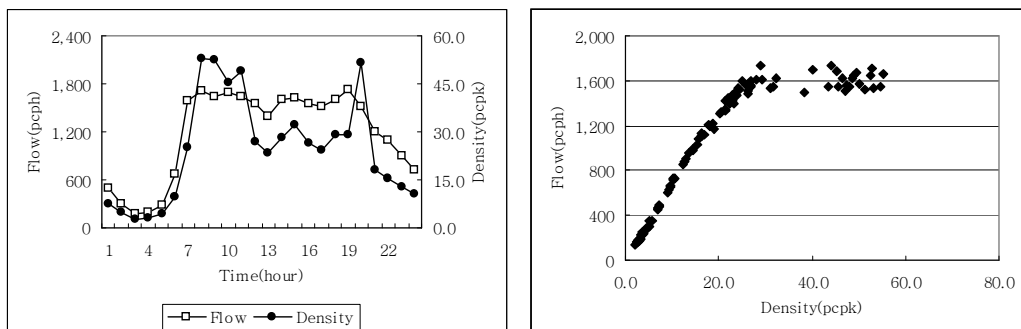 Flow(pcph)
2,400
1,800
1,200
600
0
60.0
45.0
30.0
15.0
0.0
Density(pcpk)
1 4 7 10 13 16 19 22
Time(hour)
Flow Density
Flow(pcph)
2,000
1,600
1,200
800
400
0
0.0 20.0 40.0 60.0 80.0
Density(pcpk)